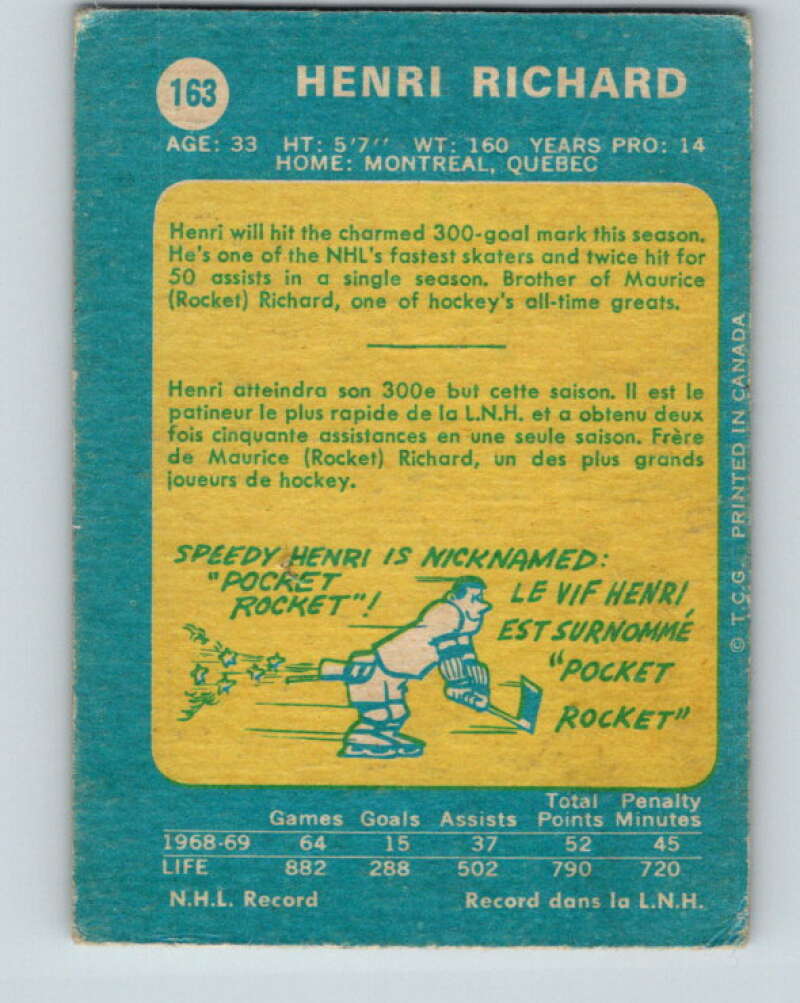 163
HENRI RICHARD
AGE: 33 HT: 5'7'' WT: 160 YEARS PRO: 14
HOME: MONTREAL, QUEBEC
Henri will hit the charmed 300-goal mark this season.
He's one of the NHL's fastest skaters and twice hit for
50 assists in a single season. Brother of Maurice
(Rocket) Richard, one of hockey's all-time greats.
Henri atteindra son 300e but cette saison. Il est le
patineur le plus rapide de la L.N.H. et a obtenu deux
fois cinquante assistances en une seule saison. Frère
de Maurice (Rocket) Richard, un des plus grands
joueurs de hockey.
SPEEDY HENRI IS NICKNAMED:
"POCKET
ROCKET"!
LE VIF HENRI
EST SURNOMMÉ
"POCKET
ROCKET"
© T.C.G. PRINTED IN CANADA
Total Penalty
Games Goals Assists Points Minutes
1968-69 64 15 37 52 45
LIFE 882 288 502 790 720
N.H.L. Record Record dans la L.N.H.